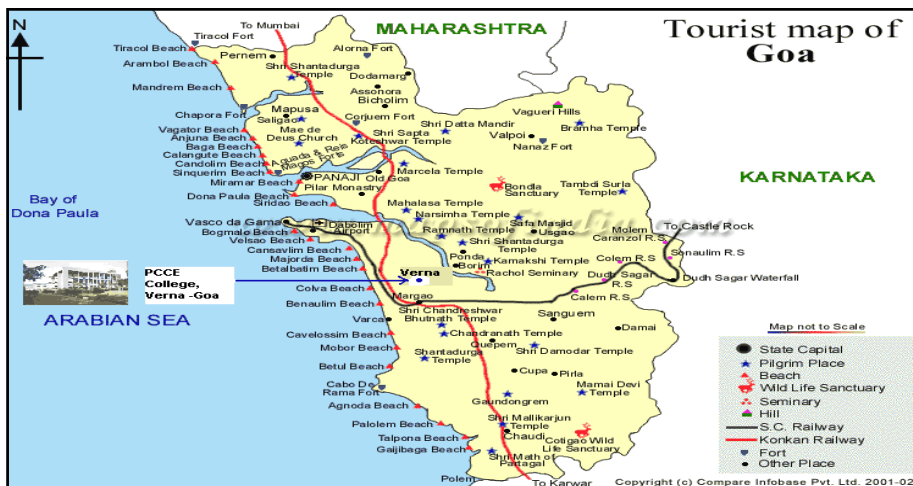 N
To Mumbai
MAHARASHTRA
Tourist map of
Goa
Tiracol Fort
Tiracol Beach
Alorna Fort
Pernem
Arambol Beach
Shri Shantadurga
Temple
Dodamarg
Assonora
Bicholim
Mandrem Beach
Vagueri Hills
Chapora Fort
Mapusa
Saligao
Corjuem Fort
Shri Datta Mandir
Bramha Temple
Vagator Beach
Mae de
Deus Church
Shri Sapta
Koteshwar Temple
Valpoi
Nanaz Fort
Anjuna Beach
Baga Beach
Calangute Beach
Aguada & Reis
Magos Forts
Candolim Beach
Sinquerim Beach
PANAJI
Old Goa
Marcela Temple
KARNATAKA
Miramar Beach
Pilar Monastry
Bondla
Sanctuary
Tambd Surla
Temple
Dona Paula Beach
Siridao Beach
Bay of
Dona Paula
Mahalasa Temple
Narsimha Temple
Vasco da Gama
Dabolim
Airport
Safa Masjid
Usgao
Molem
To Castle Rock
Bogmalo Beach
Ramnath Temple
Caranzol R.S
Velsao Beach
Shri Shantadurga
Temple
Sonaulim R.S
Cansavlim Beach
Ponda
Colem R.S
Majorda Beach
Borim
Kamakshi Temple
PCCE
College,
Verna -Goa
Betalbatim Beach
Verna
Rachol Seminary
Dudh Sagar
R.S
Dudh Sagar Waterfall
Colva Beach
Calem R.S
Benaulim Beach
Margao
ARABIAN SEA
Shri Chandreshwar
Bhutnath Temple
Sanguem
Varca
Damai
Map not to Scale
Cavelossim Beach
Chandranath Temple
Quepem
Mobor Beach
Shantadurga
Temple
Shri Damodar Temple
State Capital
Pilgrim Place
Betul Beach
Cupa
Pirla
Beach
Cabo De
Rama Fort
Mamai Devi
Temple
Wild Life Sanctuary
Seminary
Agnoda Beach
Gaundongrem
Hill
Palolem Beach
Shri Mallikarjun
Temple
S.C. Railway
Talpona Beach
Chaudi
Cotigao Wild
Life Sanctuary
Konkan Railway
Gaijibaga Beach
Shri Math of
Partagal
Fort
Other Place
Polem
To Karwar
Copyright (c) Compare Infobase Pvt. Ltd. 2001-02